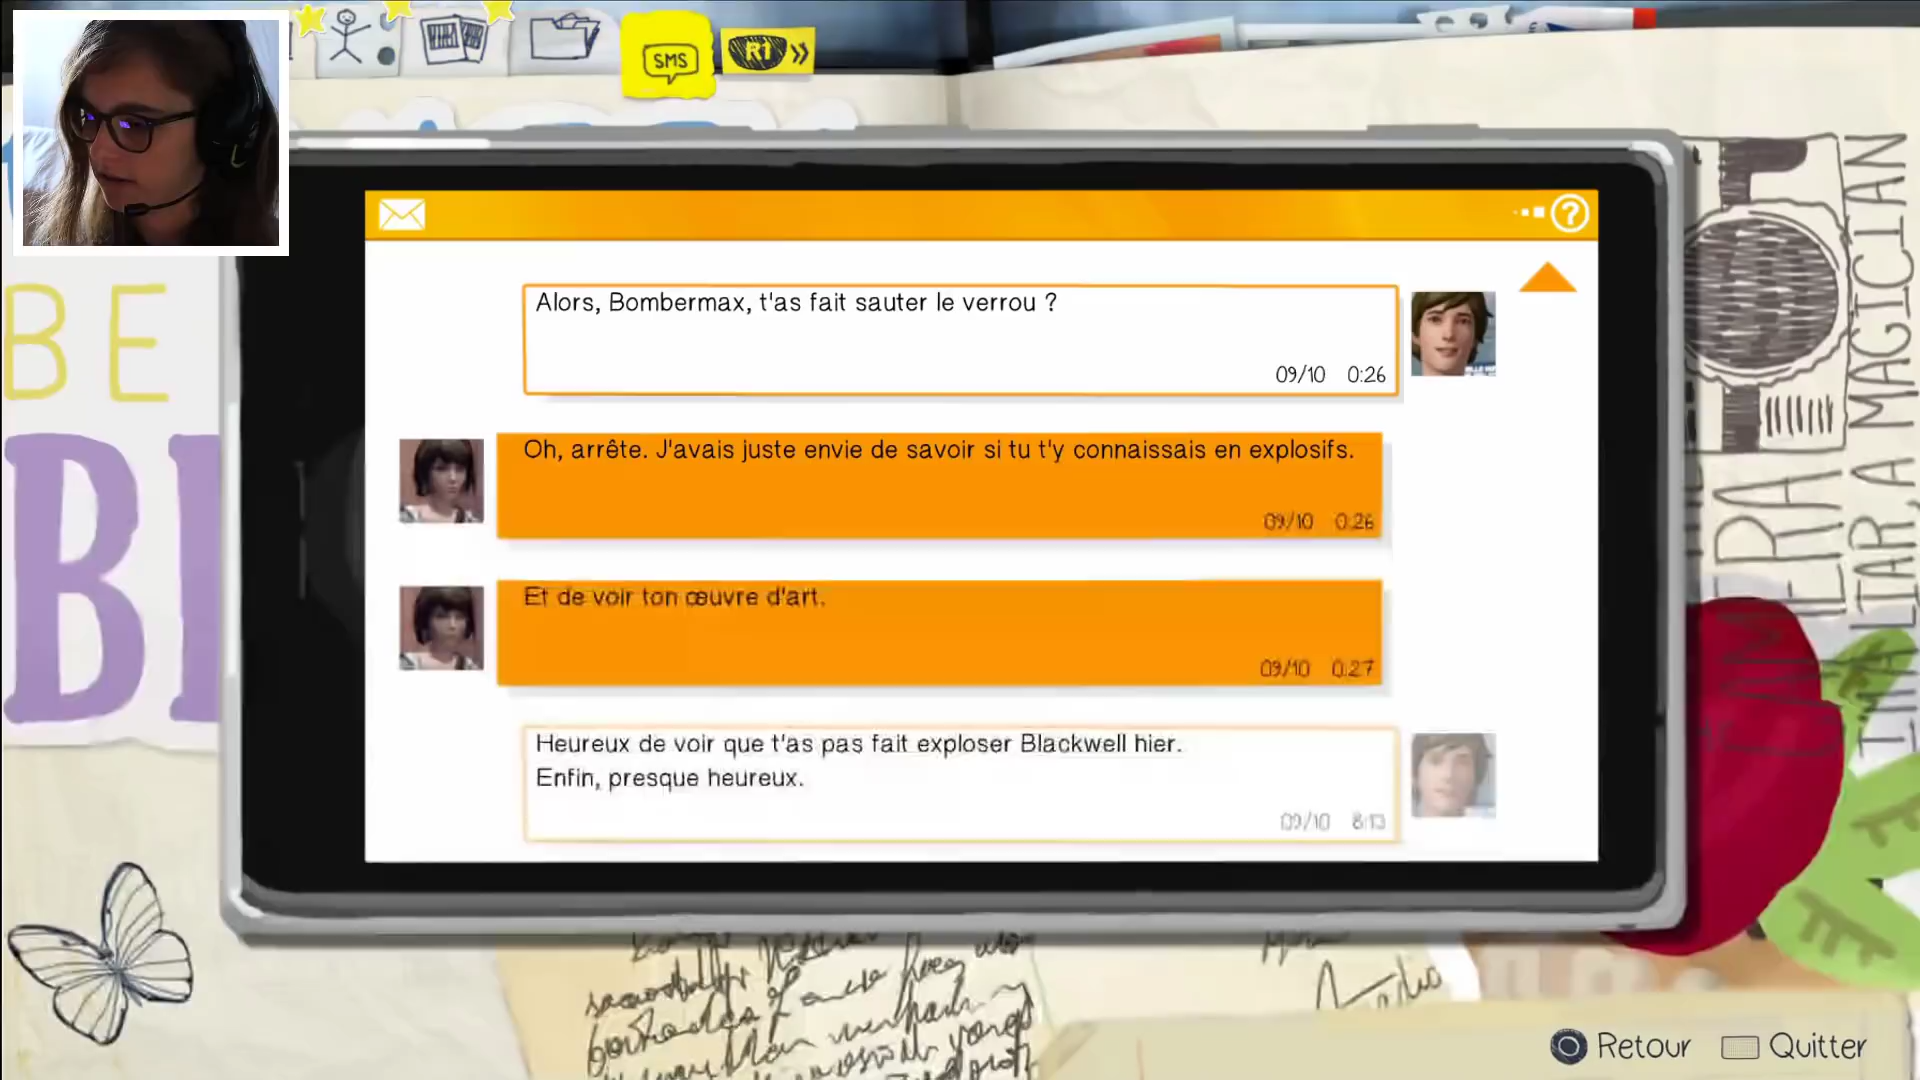 SMS
R1
Alors, Bombermax, t'as fait sauter le verrou ?
09/10 0:26
Oh, arrête. J'avais juste envie de savoir si tu t'y connaissais en explosifs.
09/10 0:26
Et de voir ton œuvre d'art.
09/10 0:27
Heureux de voir que t'as pas fait exploser Blackwell hier.
Enfin, presque heureux.
09/10 8:13
BE
Retour
Quitter